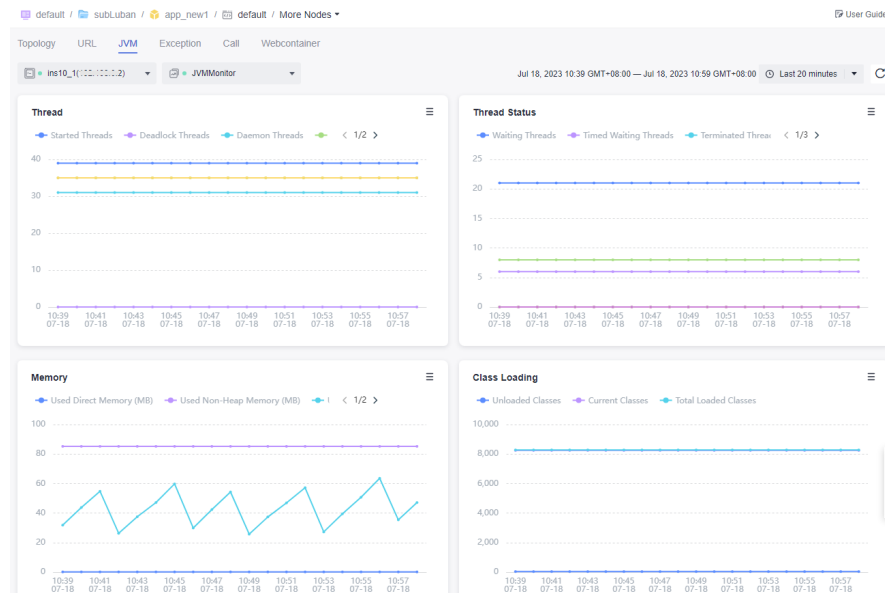 default / subLuban / app_new1 / default / More Nodes
User Guide
Topology URL JVM Exception Call Webcontainer
ins10_1( .2) JVMMonitor Jul 18, 2023 10:39 GMT+08:00 — Jul 18, 2023 10:59 GMT+08:00 Last 20 minutes
Thread
Started Threads Deadlock Threads Daemon Threads 1/2
40
30
20
10
0
10:39 10:41 10:43 10:45 10:47 10:49 10:51 10:53 10:55 10:57
07-18 07-18 07-18 07-18 07-18 07-18 07-18 07-18 07-18 07-18
Thread Status
Waiting Threads Timed Waiting Threads Terminated Threa 1/3
25
20
15
10
5
0
10:39 10:41 10:43 10:45 10:47 10:49 10:51 10:53 10:55 10:57
07-18 07-18 07-18 07-18 07-18 07-18 07-18 07-18 07-18 07-18
Memory
Used Direct Memory (MB) Used Non-Heap Memory (MB) 1/2
100
80
60
40
20
0
10:39 10:41 10:43 10:45 10:47 10:49 10:51 10:53 10:55 10:57
07-18 07-18 07-18 07-18 07-18 07-18 07-18 07-18 07-18 07-18
Class Loading
Unloaded Classes Current Classes Total Loaded Classes
10,000
8,000
6,000
4,000
2,000
0
10:39 10:41 10:43 10:45 10:47 10:49 10:51 10:53 10:55 10:57
07-18 07-18 07-18 07-18 07-18 07-18 07-18 07-18 07-18 07-18